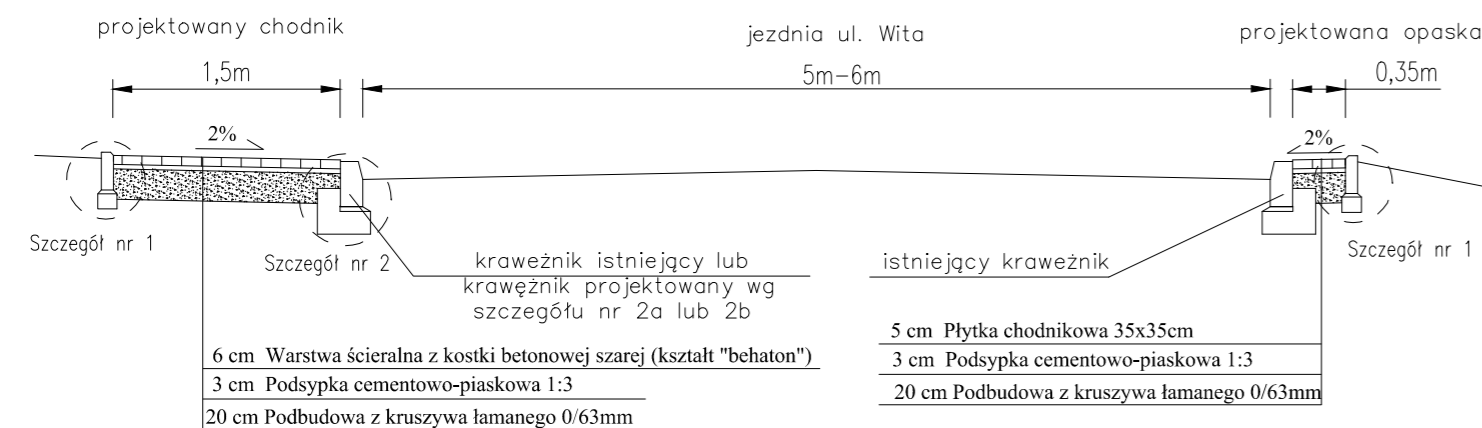 projektowany chodnik
jezdnia ul. Wita
projektowana opaska
1,5m
5m-6m
0,35m
2%
2%
Szczegół nr 1
Szczegół nr 2
kraweżnik istniejący lub
krawężnik projektowany wg
szczegółu nr 2a lub 2b
istniejący kraweżnik
Szczegół nr 1
6 cm Warstwa ścieralna z kostki betonowej szarej (kształt "behaton")
3 cm Podsypka cementowo-piaskowa 1:3
20 cm Podbudowa z kruszywa łamanego 0/63mm
5 cm Płytka chodnikowa 35x35cm
3 cm Podsypka cementowo-piaskowa 1:3
20 cm Podbudowa z kruszywa łamanego 0/63mm